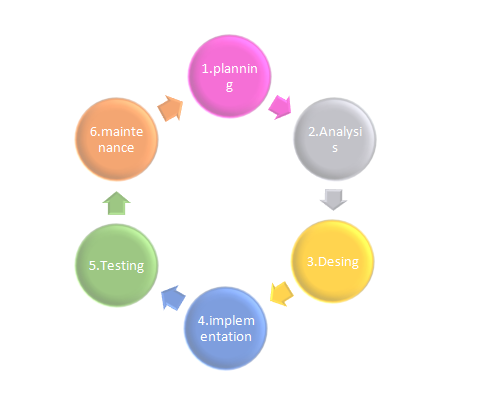 1.plannin
g
2.Analysi
s
3.Desing
4.implem
entation
5.Testing
6.mainte
nance